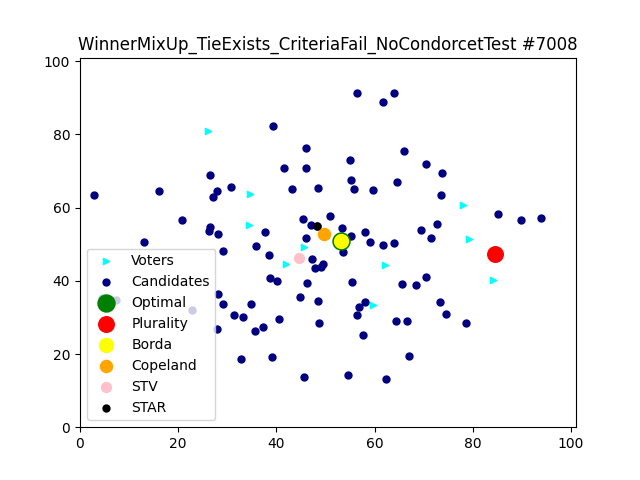 WinnerMixUp_TieExists_CriteriaFail_NoCondorcetTest #7008
100
80
60
40
20
0
Voters
Candidates
Optimal
Plurality
Borda
Copeland
STV
STAR
0 20 40 60 80 100